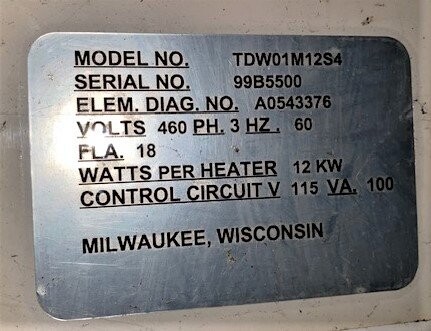 MODEL NO. TDW01M12S4
SERIAL NO. 99B5500
ELEM. DIAG. NO. A0543376
VOLTS 460 PH. 3 HZ. 60
FLA. 18
WATTS PER HEATER 12 KW
CONTROL CIRCUIT V 115 VA. 100
MILWAUKEE, WISCONSIN